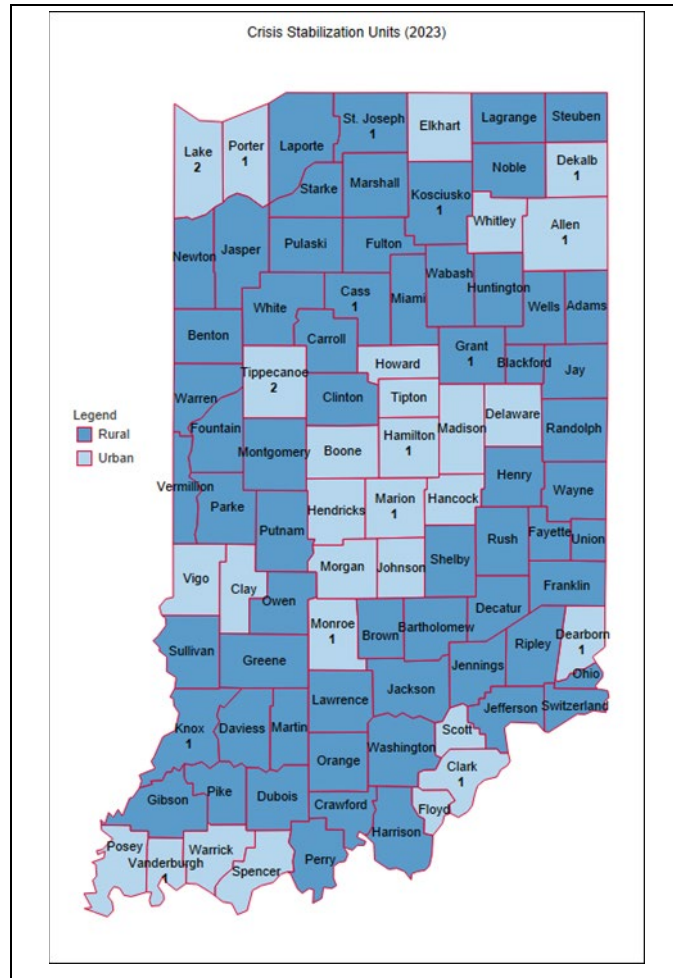 Crisis Stabilization Units (2023)
St. Joseph
1
Elkhart
Lagrange
Steuben
Lake
2
Porter
1
Laporte
Noble
Dekalb
1
Starke
Marshall
Kosciusko
1
Whitley
Allen
1
Newton
Jasper
Pulaski
Fulton
Wabash
Huntington
Wells
Adams
White
Cass
1
Miami
Benton
Carroll
Grant
1
Blackford
Jay
Tippecanoe
2
Howard
Warren
Clinton
Tipton
Madison
Delaware
Legend
Rural
Urban
Fountain
Montgomery
Boone
Hamilton
1
Randolph
Vermillion
Parke
Putnam
Hendricks
Marion
1
Hancock
Henry
Wayne
Vigo
Clay
Owen
Morgan
Johnson
Shelby
Rush
Fayette
Union
Franklin
Sullivan
Greene
Monroe
1
Brown
Bartholomew
Decatur
Ripley
Dearborn
1
Ohio
Lawrence
Jackson
Jennings
Jefferson
Switzerland
Knox
1
Daviess
Martin
Orange
Washington
Scott
Clark
1
Gibson
Pike
Dubois
Crawford
Floyd
Harrison
Posey
Vanderburgh
1
Warrick
Spencer
Perry